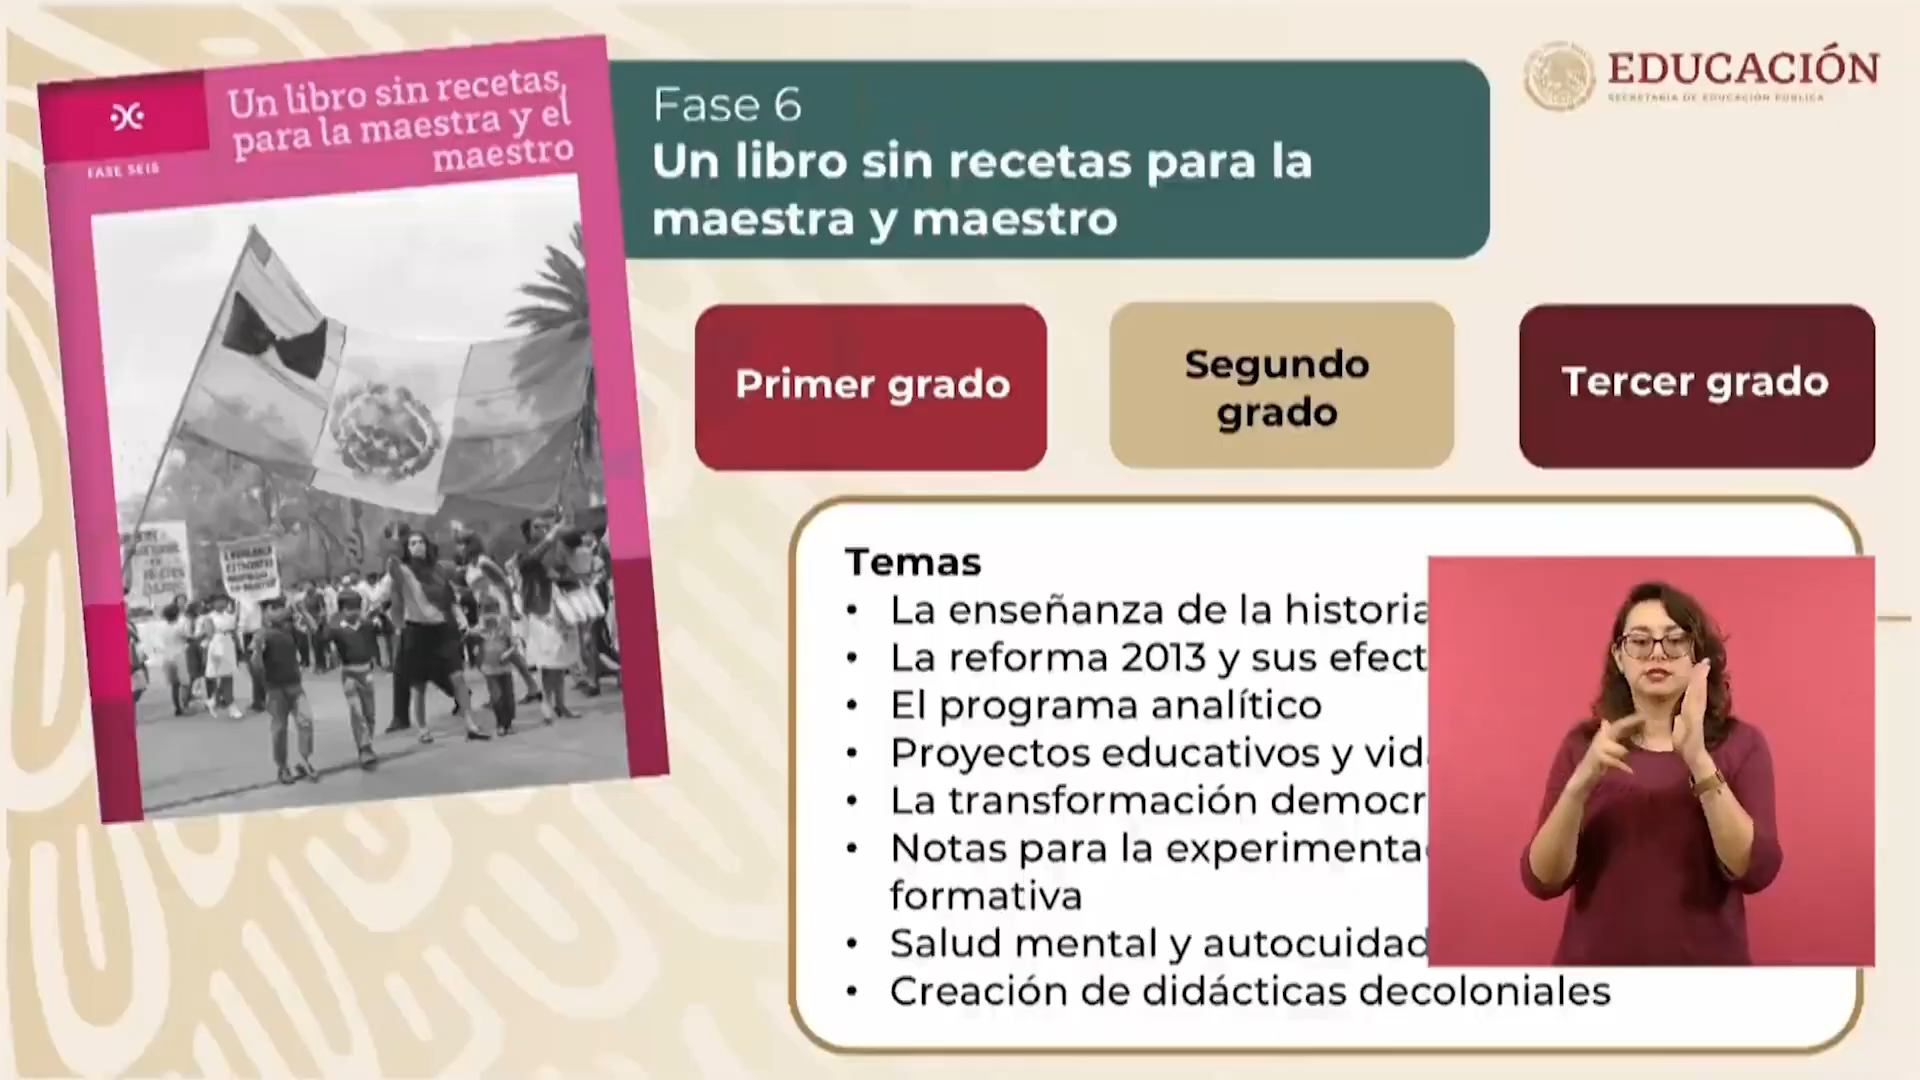 Un libro sin recetas,
para la maestra y el
maestro
FASE SEIS
Fase 6
Un libro sin recetas para la
maestra y maestro
EDUCACIÓN
SECRETARÍA DE EDUCACIÓN PÚBLICA
Primer grado
Segundo
grado
Tercer grado
Temas
• La enseñanza de la historia
• La reforma 2013 y sus efect
• El programa analítico
• Proyectos educativos y vid
• La transformación democr
• Notas para la experimenta
formativa
• Salud mental y autocuidad
• Creación de didácticas decoloniales